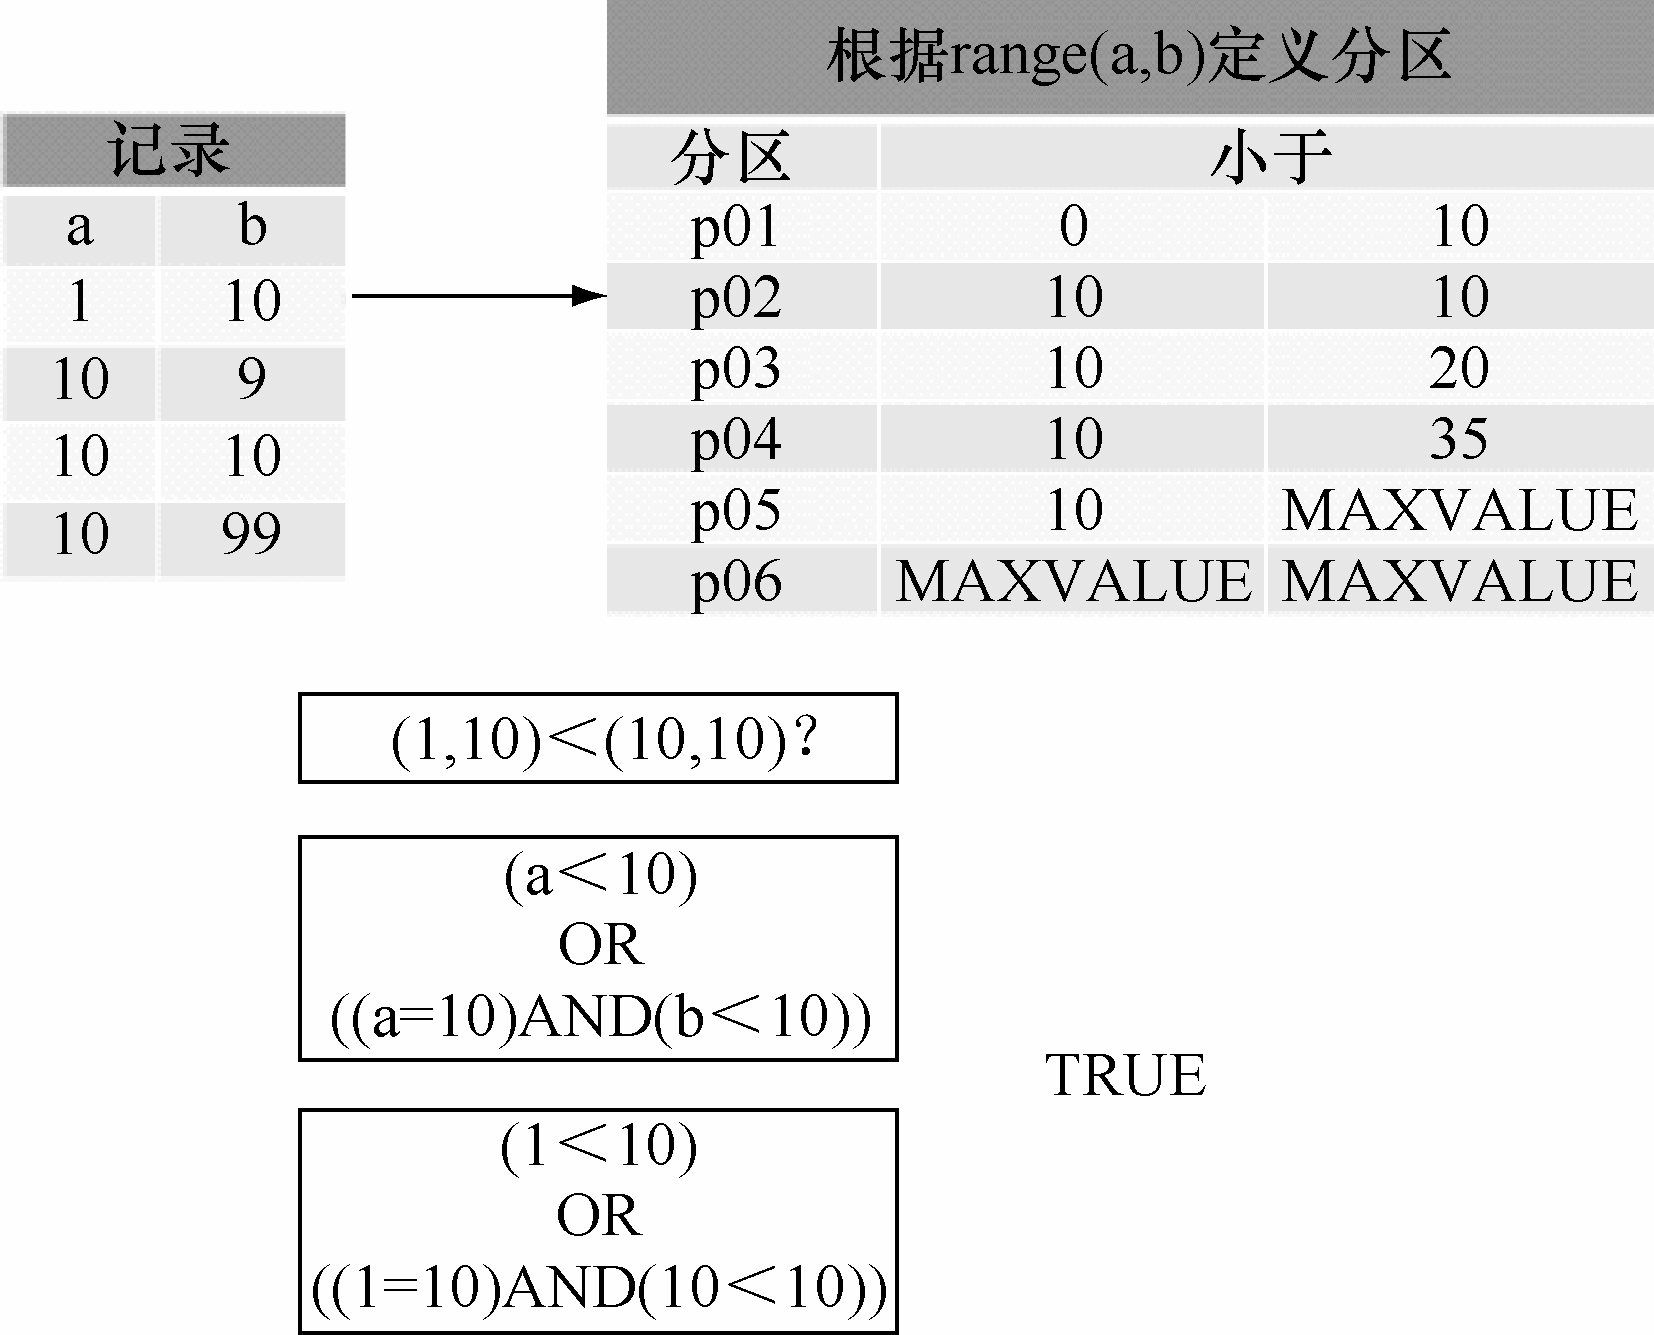 记录
a b
1 10
10 9
10 10
10 99
根据range(a,b)定义分区
分区 小于
p01 0 10
p02 10 10
p03 10 20
p04 10 35
p05 10 MAXVALUE
p06 MAXVALUE MAXVALUE
(1,10)<(10,10)?
(a<10)
OR
((a=10)AND(b<10))
TRUE
(1<10)
OR
((1=10)AND(10<10))